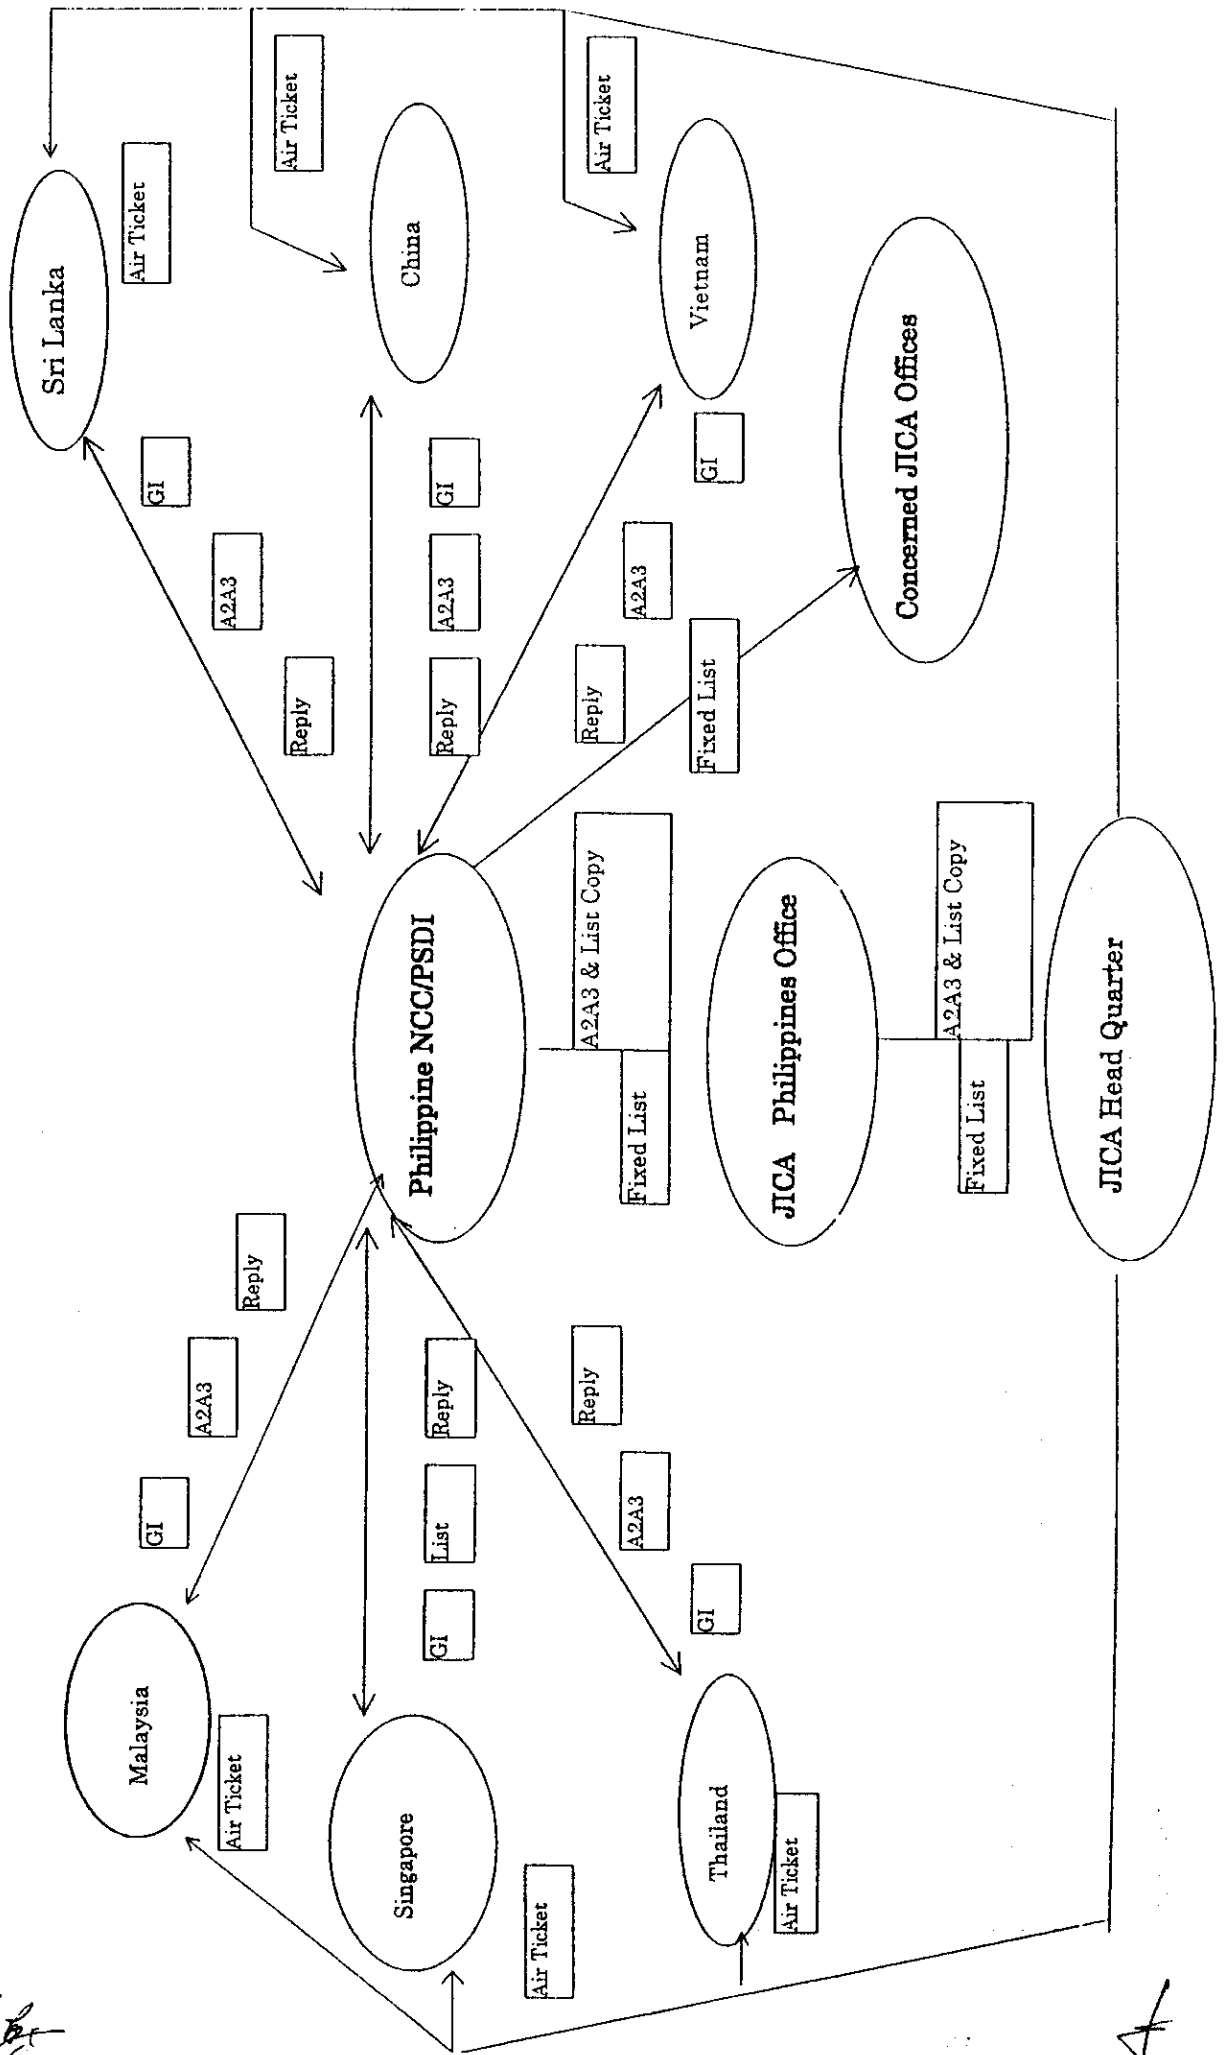 Sri Lanka
Malaysia
GI
GI
Air Ticket
A2A3
A2A3
Air Ticket
Reply
Reply
Air Ticket
Singapore
Philippine NCC/PSDI
China
GI
List
Reply
Reply
A2A3
GI
Air Ticket
Reply
A2A3 & List Copy
Reply
Air Ticket
A2A3
Fixed List
A2A3
GI
Fixed List
GI
Vietnam
Thailand
Air Ticket
JICA Philippines Office
Concerned JICA Offices
A2A3 & List Copy
Fixed List
JICA Head Quarter